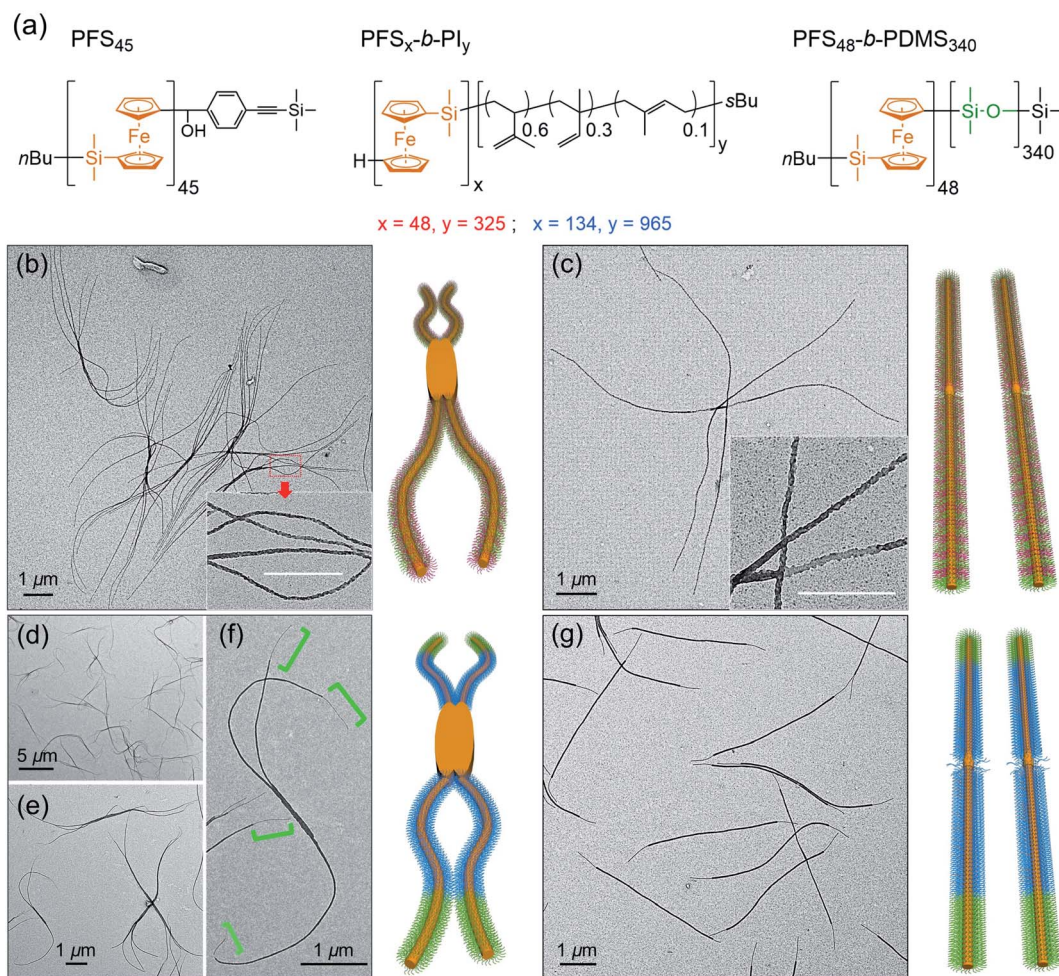 (a)
PFS45
PFSx-b-PIy
PFS48-b-PDMS340
nBu
Si
Fe
OH
Si
45
H
Fe
Si
0.6
0.3
0.1
sBu
y
x
nBu
Si
Fe
Si-O
Si
340
48
x = 48, y = 325 ; x = 134, y = 965
(b)
1 µm
(c)
1 µm
(d)
5 µm
(e)
1 µm
(f)
1 µm
(g)
1 µm